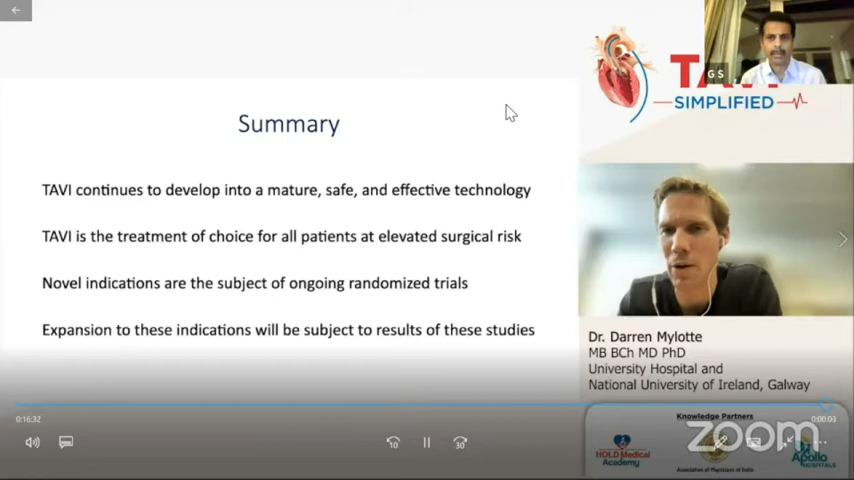 Summary
TAVI continues to develop into a mature, safe, and effective technology
TAVI is the treatment of choice for all patients at elevated surgical risk
Novel indications are the subject of ongoing randomized trials
Expansion to these indications will be subject to results of these studies
G S
SIMPLIFIED
Dr. Darren Mylotte
MB BCh MD PhD
University Hospital and
National University of Ireland, Galway
0:16:32
0:00:03
10
30
Knowledge Partners
zoom
HOLD Medical
Academy
Association of Physicians of India
Apollo
HOSPITALS